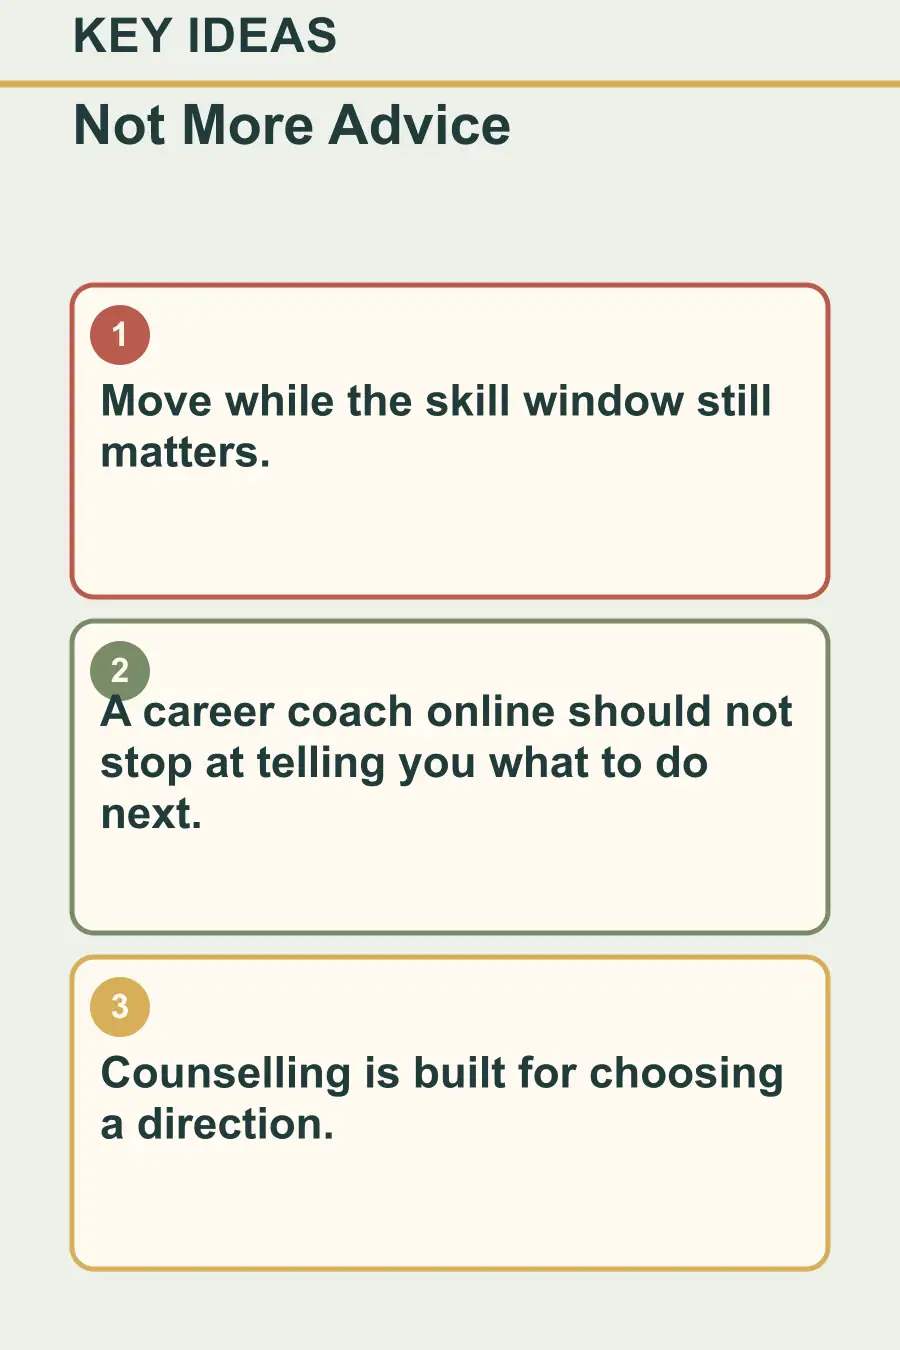 KEY IDEAS
Not More Advice
1
Move while the skill window still
matters.
2
A career coach online should not
stop at telling you what to do
next.
3
Counselling is built for choosing
a direction.